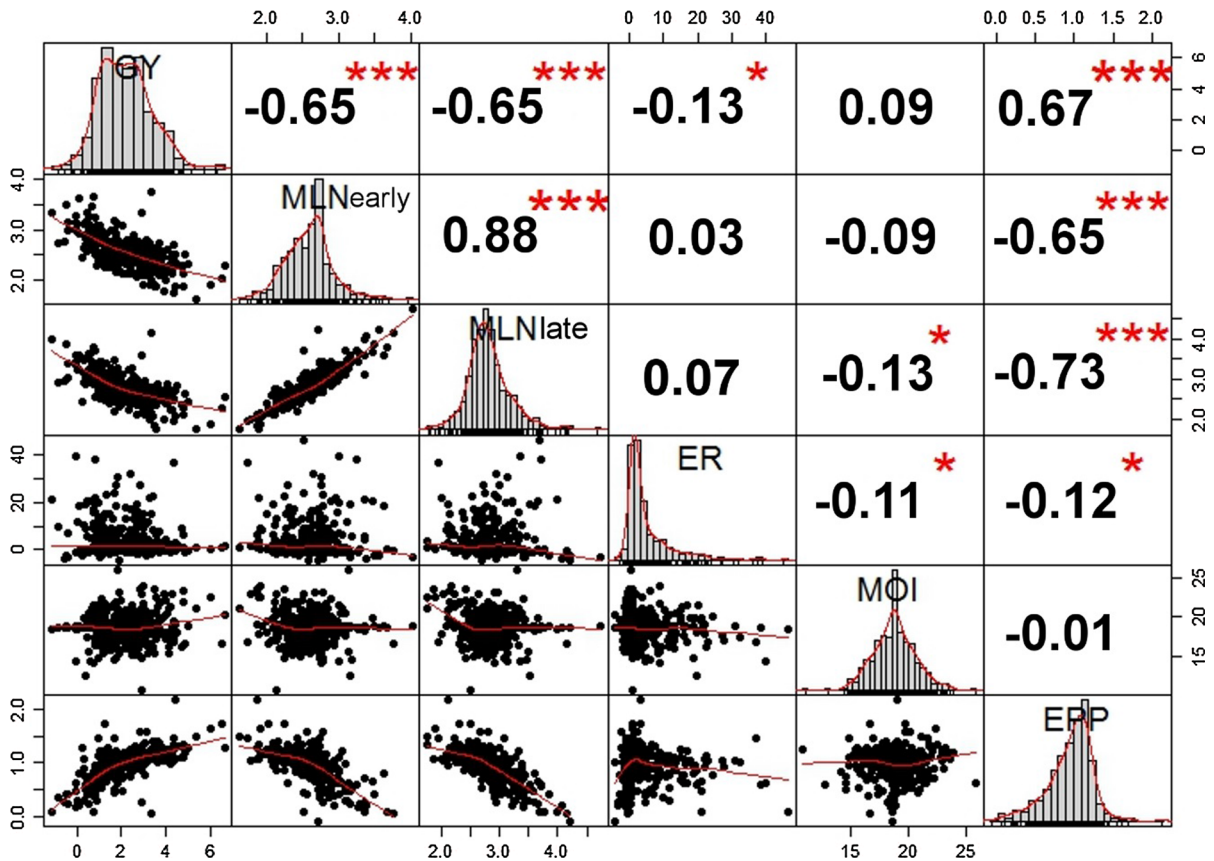 2.0 3.0 4.0 0 10 20 30 40 0.0 0.5 1.0 1.5 2.0
GY -0.65 *** -0.65 *** -0.13 * 0.09 0.67 *** 0 2 4 6
2.0 3.0 4.0 MLNearly 0.88 *** 0.03 -0.09 -0.65 ***
MLNlate 0.07 -0.13 * -0.73 *** 2.0 3.0 4.0
0 20 40 ER -0.11 * -0.12 *
MOI -0.01 15 20 25
0.0 1.0 2.0 EPP
0 2 4 6 2.0 3.0 4.0 15 20 25